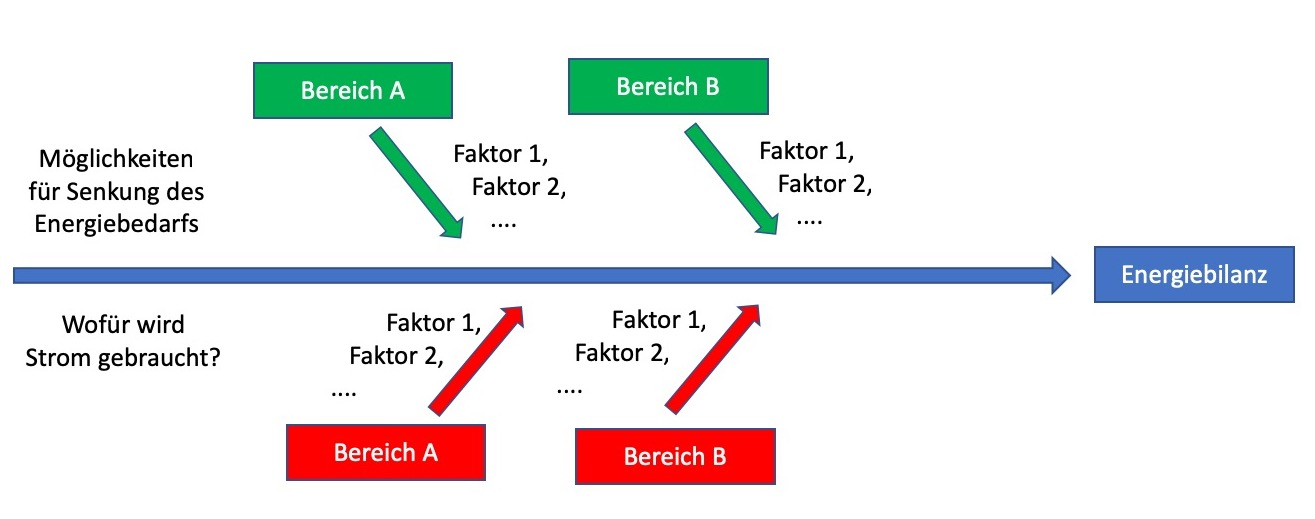 Bereich A
Bereich B
Möglichkeiten
für Senkung des
Energiebedarfs
Faktor 1,
Faktor 2,
....
Faktor 1,
Faktor 2,
....
Energiebilanz
Wofür wird
Strom gebraucht?
Faktor 1,
Faktor 2,
....
Faktor 1,
Faktor 2,
....
Bereich A
Bereich B